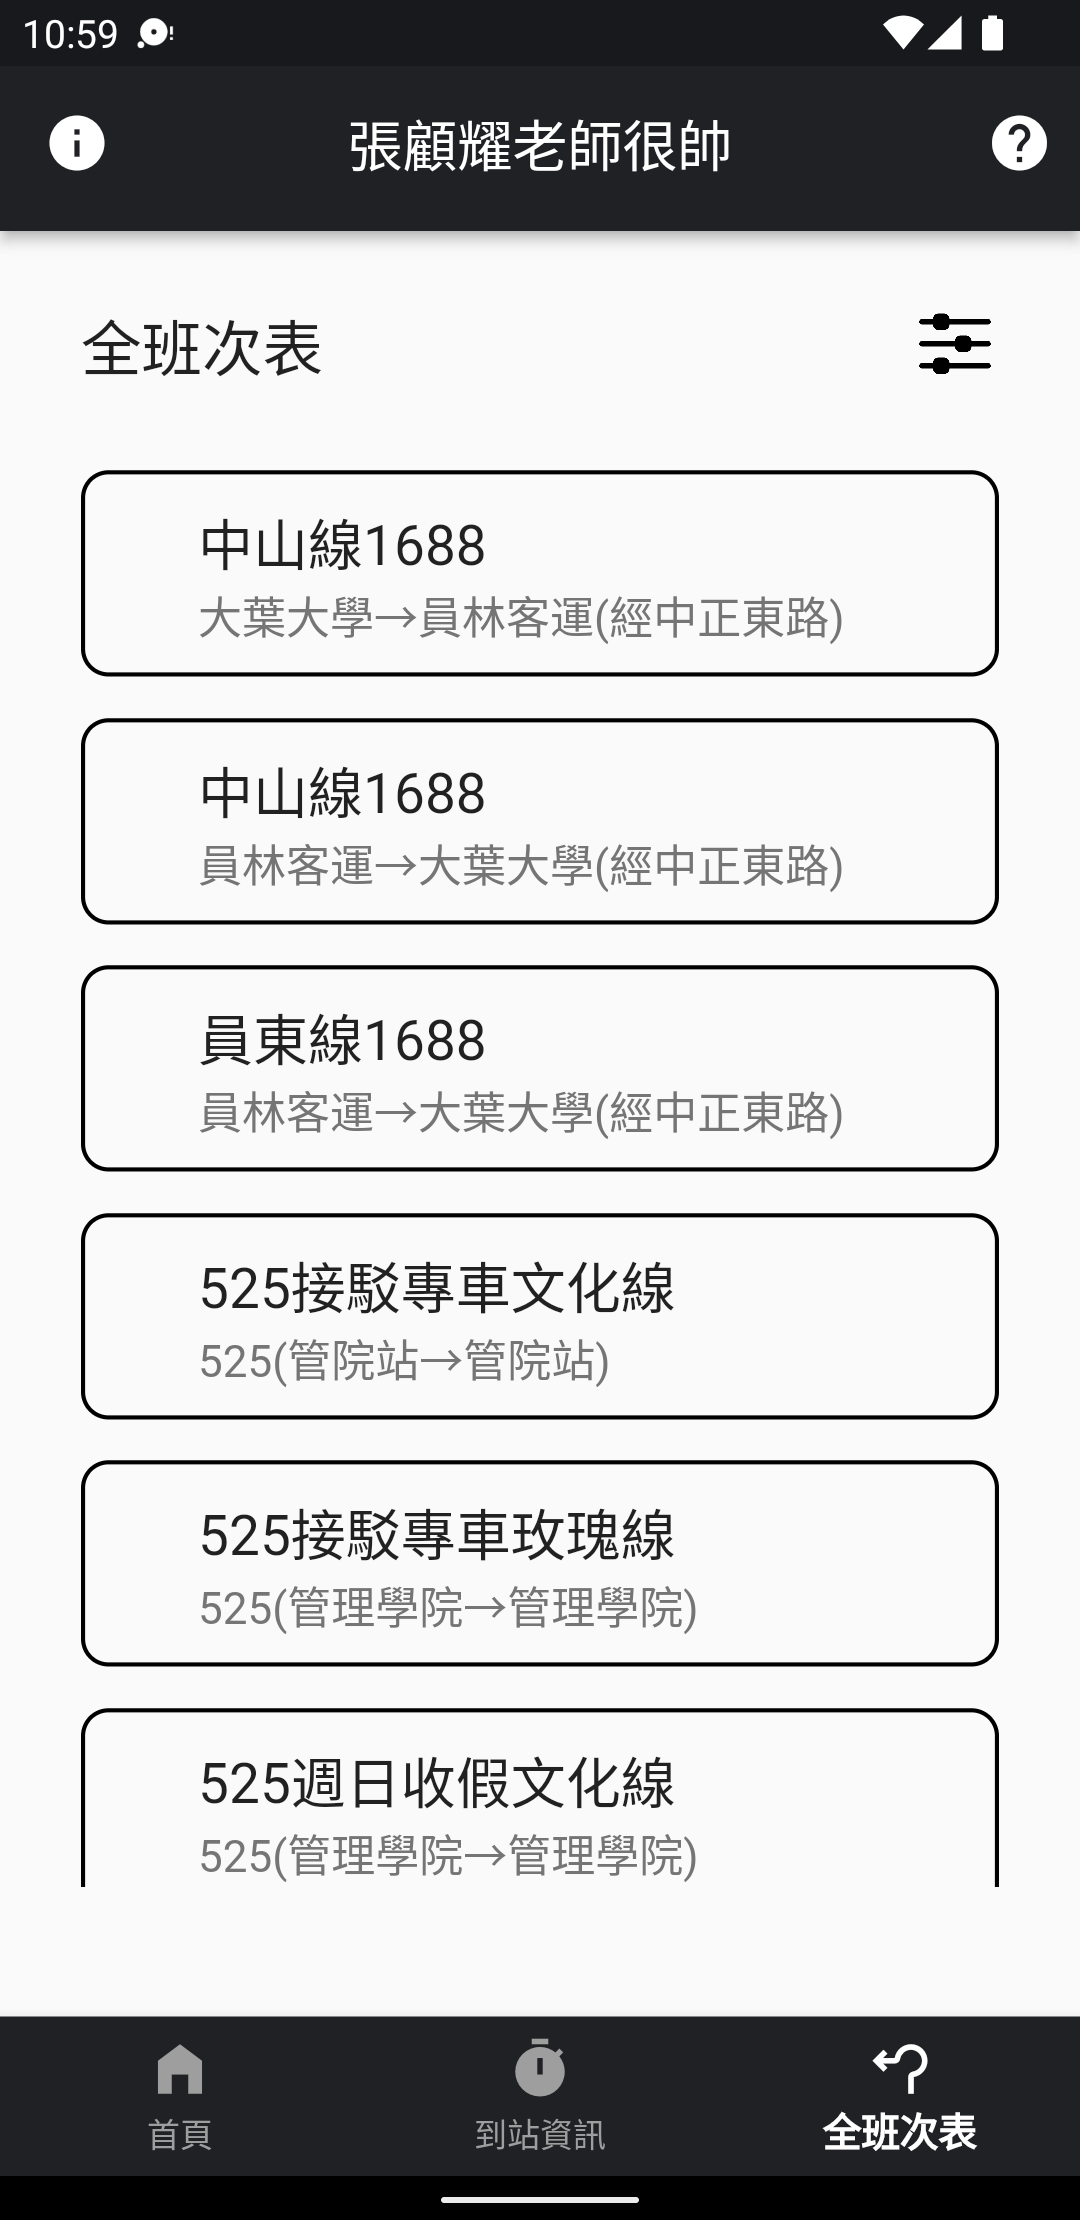 10:59
張顧耀老師很帥
全班次表
中山線1688
大葉大學→員林客運(經中正東路)
中山線1688
員林客運→大葉大學(經中正東路)
員東線1688
員林客運→大葉大學(經中正東路)
525接駁專車文化線
525(管院站→管院站)
525接駁專車玫瑰線
525(管理學院→管理學院)
525週日收假文化線
525(管理學院→管理學院)
首頁
到站資訊
全班次表